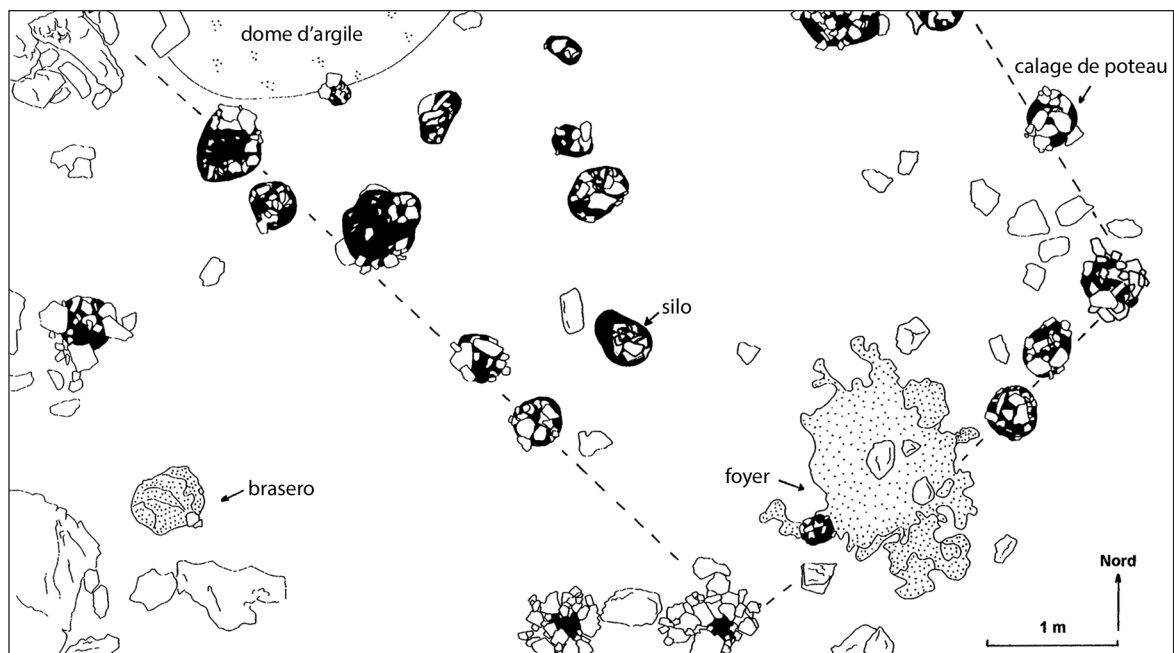 dome d'argile
calage de poteau
silo
foyer
brasero
Nord
1 m